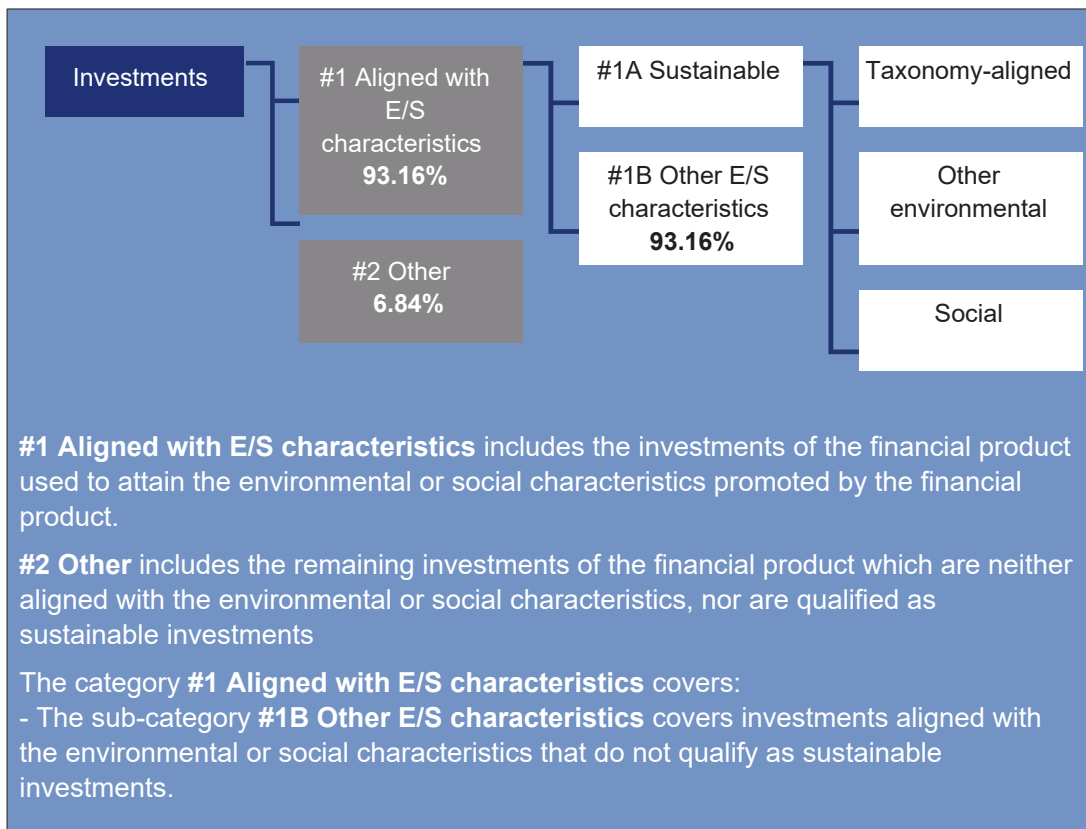 Investments
#1 Aligned with
E/S
characteristics
93.16%
#2 Other
6.84%
#1A Sustainable
#1B Other E/S
characteristics
93.16%
Taxonomy-aligned
Other
environmental
Social
#1 Aligned with E/S characteristics includes the investments of the financial product
used to attain the environmental or social characteristics promoted by the financial
product.
#2 Other includes the remaining investments of the financial product which are neither
aligned with the environmental or social characteristics, nor are qualified as
sustainable investments
The category #1 Aligned with E/S characteristics covers:
- The sub-category #1B Other E/S characteristics covers investments aligned with
the environmental or social characteristics that do not qualify as sustainable
investments.